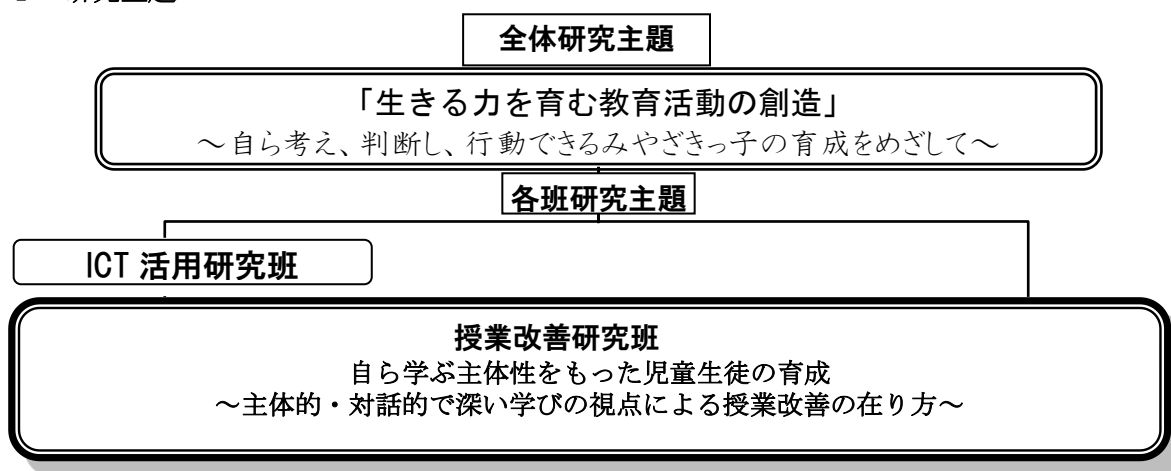 全体研究主題
「生きる力を育む教育活動の創造」
～自ら考え、判断し、行動できるみやざきっ子の育成をめざして～
各班研究主題
ICT 活用研究班
授業改善研究班
自ら学ぶ主体性をもった児童生徒の育成
～主体的・対話的で深い学びの視点による授業改善の在り方～